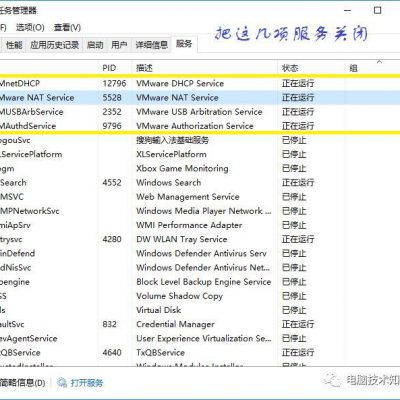 任务管理器
F) 选项(O) 查看(V)
性能 应用历史记录 启动 用户 详细信息 服务
把这几项服务关闭
PID 描述 状态 组
MnetDHCP 12796 VMware DHCP Service 正在运行
Mware NAT Service 5528 VMware NAT Service 正在运行
MUSBArbService 2352 VMware USB Arbitration Service 正在运行
MAuthdService 9796 VMware Authorization Service 正在运行
ogouSvc 搜狗输入法基础服务 已停止
LServicePlatform XLServicePlatform 已停止
ogm Xbox Game Monitoring 已停止
Search 4552 Windows Search 正在运行
MSVC Web Management Service 已停止
MPNetworkSvc Windows Media Player Network ... 已停止
miApSrv WMI Performance Adapter 已停止
trysvc 4280 DW WLAN Tray Service 正在运行
inDefend Windows Defender Antivirus Serv 已停止
dNisSvc Windows Defender Antivirus Net... 已停止
engine Block Level Backup Engine Service 已停止
SS Volume Shadow Copy 已停止
ds Virtual Disk 已停止
aultSvc 832 Credential Manager 正在运行
evAgentService User Experience Virtualization Se... 已停止
QBService 4640 TxQBService 正在运行
简略信息(D) 打开服务
电脑技术知